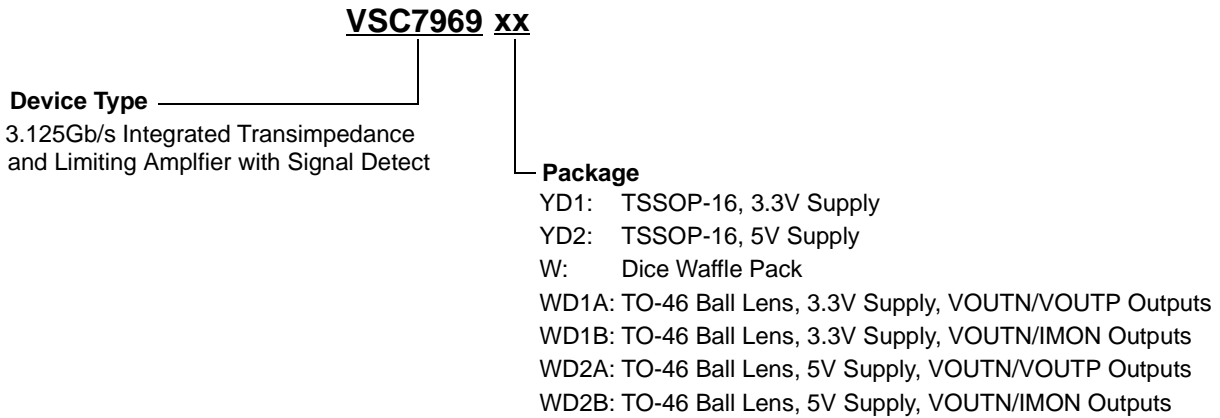 VSC7969 xx
Device Type
3.125Gb/s Integrated Transimpedance
and Limiting Amplfier with Signal Detect
Package
YD1: TSSOP-16, 3.3V Supply
YD2: TSSOP-16, 5V Supply
W: Dice Waffle Pack
WD1A: TO-46 Ball Lens, 3.3V Supply, VOUTN/VOUTP Outputs
WD1B: TO-46 Ball Lens, 3.3V Supply, VOUTN/IMON Outputs
WD2A: TO-46 Ball Lens, 5V Supply, VOUTN/VOUTP Outputs
WD2B: TO-46 Ball Lens, 5V Supply, VOUTN/IMON Outputs